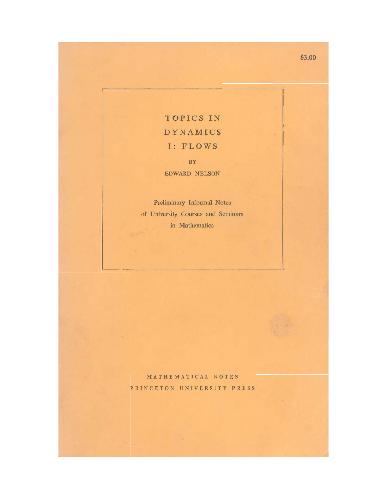 $3.00
TOPICS IN
DYNAMICS
I: FLOWS
BY
EDWARD NELSON
Preliminary Informal Notes
of University Courses and Seminars
in Mathematics
MATHEMATICAL NOTES
PRINCETON UNIVERSITY PRESS